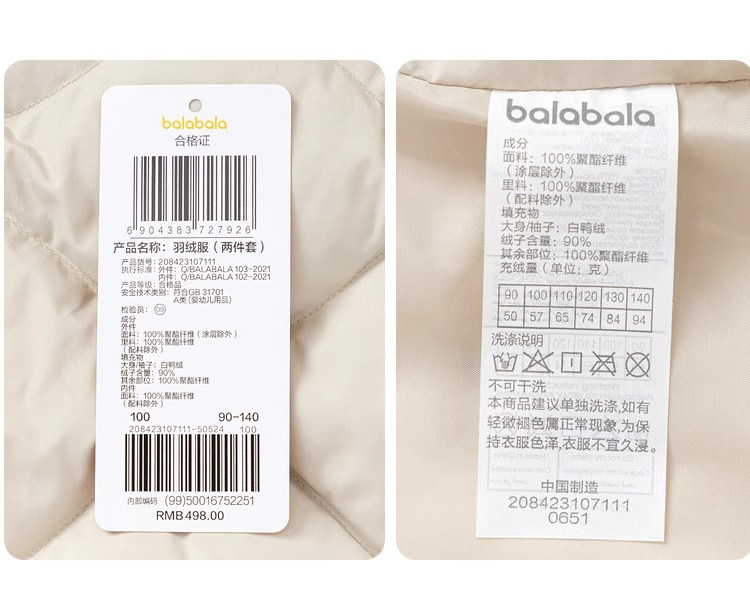 balabala
合格证
6 904383 727926
产品名称：羽绒服（两件套）
产品货号: 208423107111
执行标准: 外件: Q/BALABALA 103-2021
内件: Q/BALABALA 102-2021
产品等级: 合格品
安全技术类别: 符合GB 31701
A类 (婴幼儿用品)
检验员: 09
成分
外件
面料: 100%聚酯纤维 (涂层除外)
里料: 100%聚酯纤维
(配料除外)
填充物
大身/袖子: 白鸭绒
绒子含量: 90%
其余部位: 100%聚酯纤维
内件
面料: 100%聚酯纤维
(配料除外)
100 90-140
208423107111-50524 100
内部编码 (99)50016752251
RMB498.00
balabala
成分
面料：100%聚酯纤维
（涂层除外）
里料：100%聚酯纤维
（配料除外）
填充物
大身/袖子：白鸭绒
绒子含量：90%
其余部位：100%聚酯纤维
充绒量（单位：克）
90 100 110 120 130 140
50 57 65 74 84 94
洗涤说明
不可干洗
本商品建议单独洗涤,如有
轻微褪色属正常现象,为保
持衣服色泽,衣服不宜久浸。
中国制造
208423107111
0651